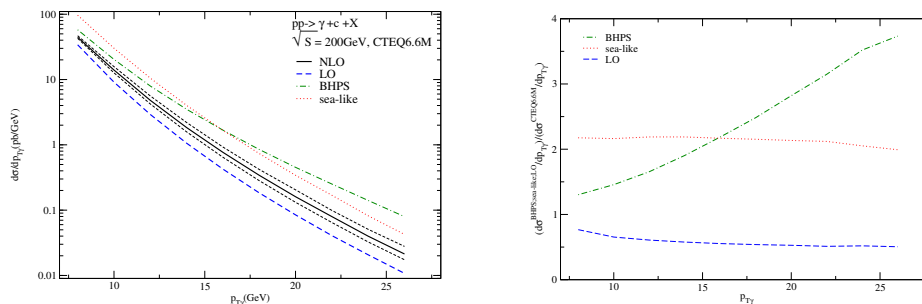 pp-> γ +c +X
√S = 200GeV, CTEQ6.6M
NLO
LO
BHPS
sea-like
100
10
1
0.1
0.01
10
15
20
25
p_Tγ(GeV)
dσ/dp_Tγ(pb/GeV)
BHPS
sea-like
LO
4
3
2
1
0
10
15
20
25
p_Tγ
(dσ^BHPS,sea-like,LO/dp_Tγ)/(dσ^CTEQ6.6M/dp_Tγ)